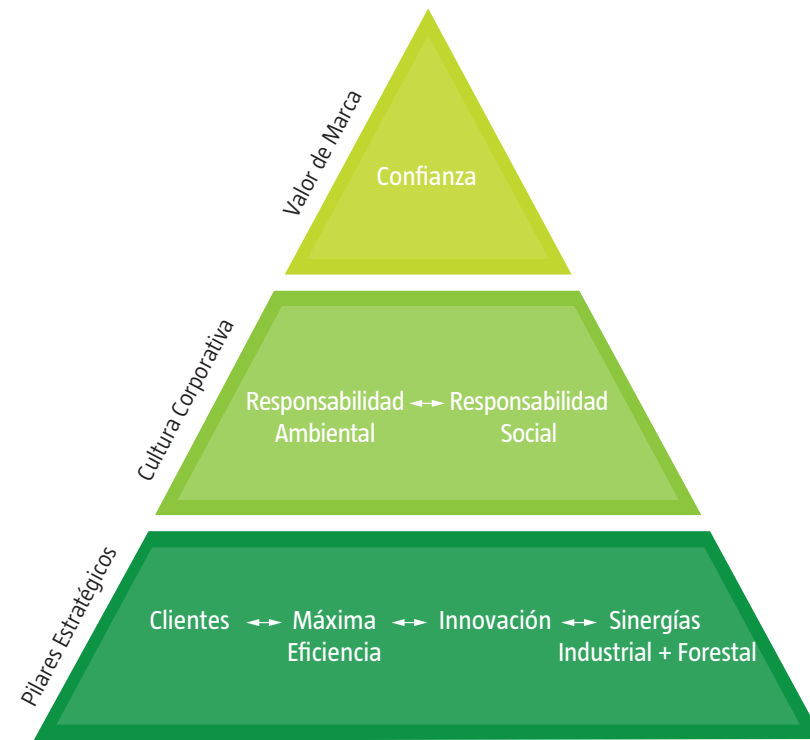 Valor de Marca
Confianza
Cultura Corporativa
Responsabilidad ↔ Responsabilidad
Ambiental Social
Pilares Estratégicos
Clientes ↔ Máxima ↔ Innovación ↔ Sinergías
Eficiencia Industrial + Forestal